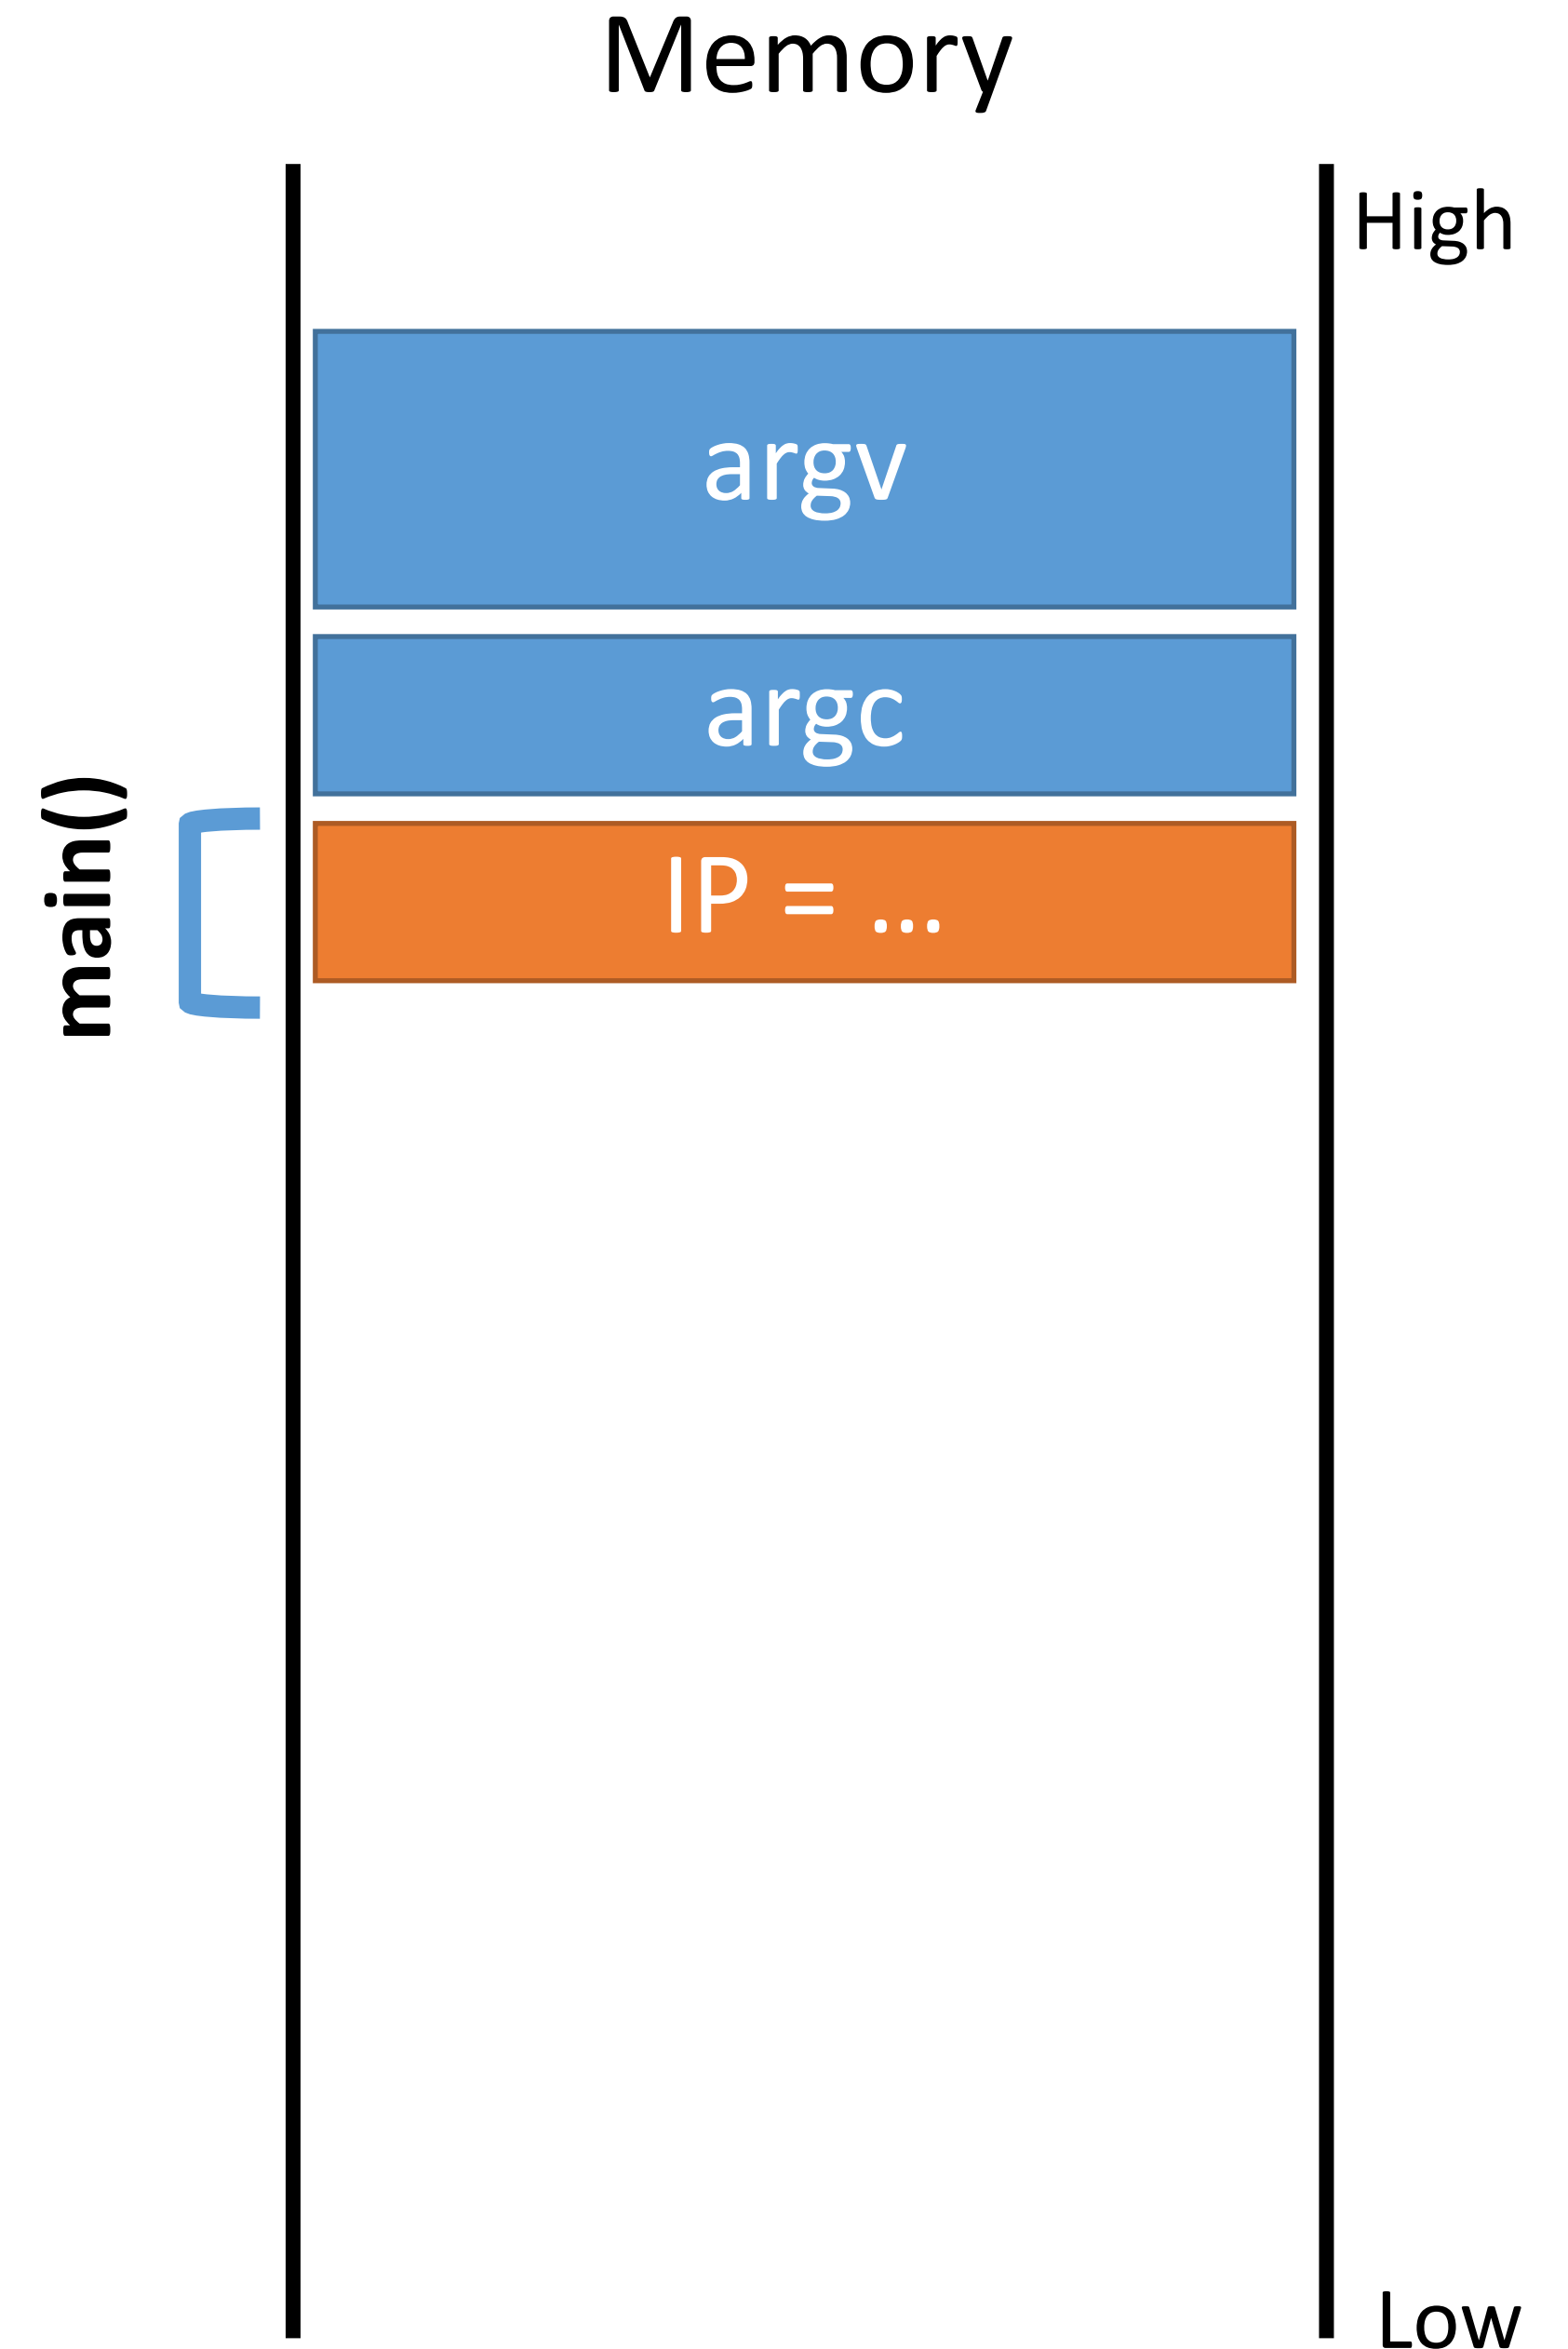 Memory
High
argv
argc
main()
IP = …
Low